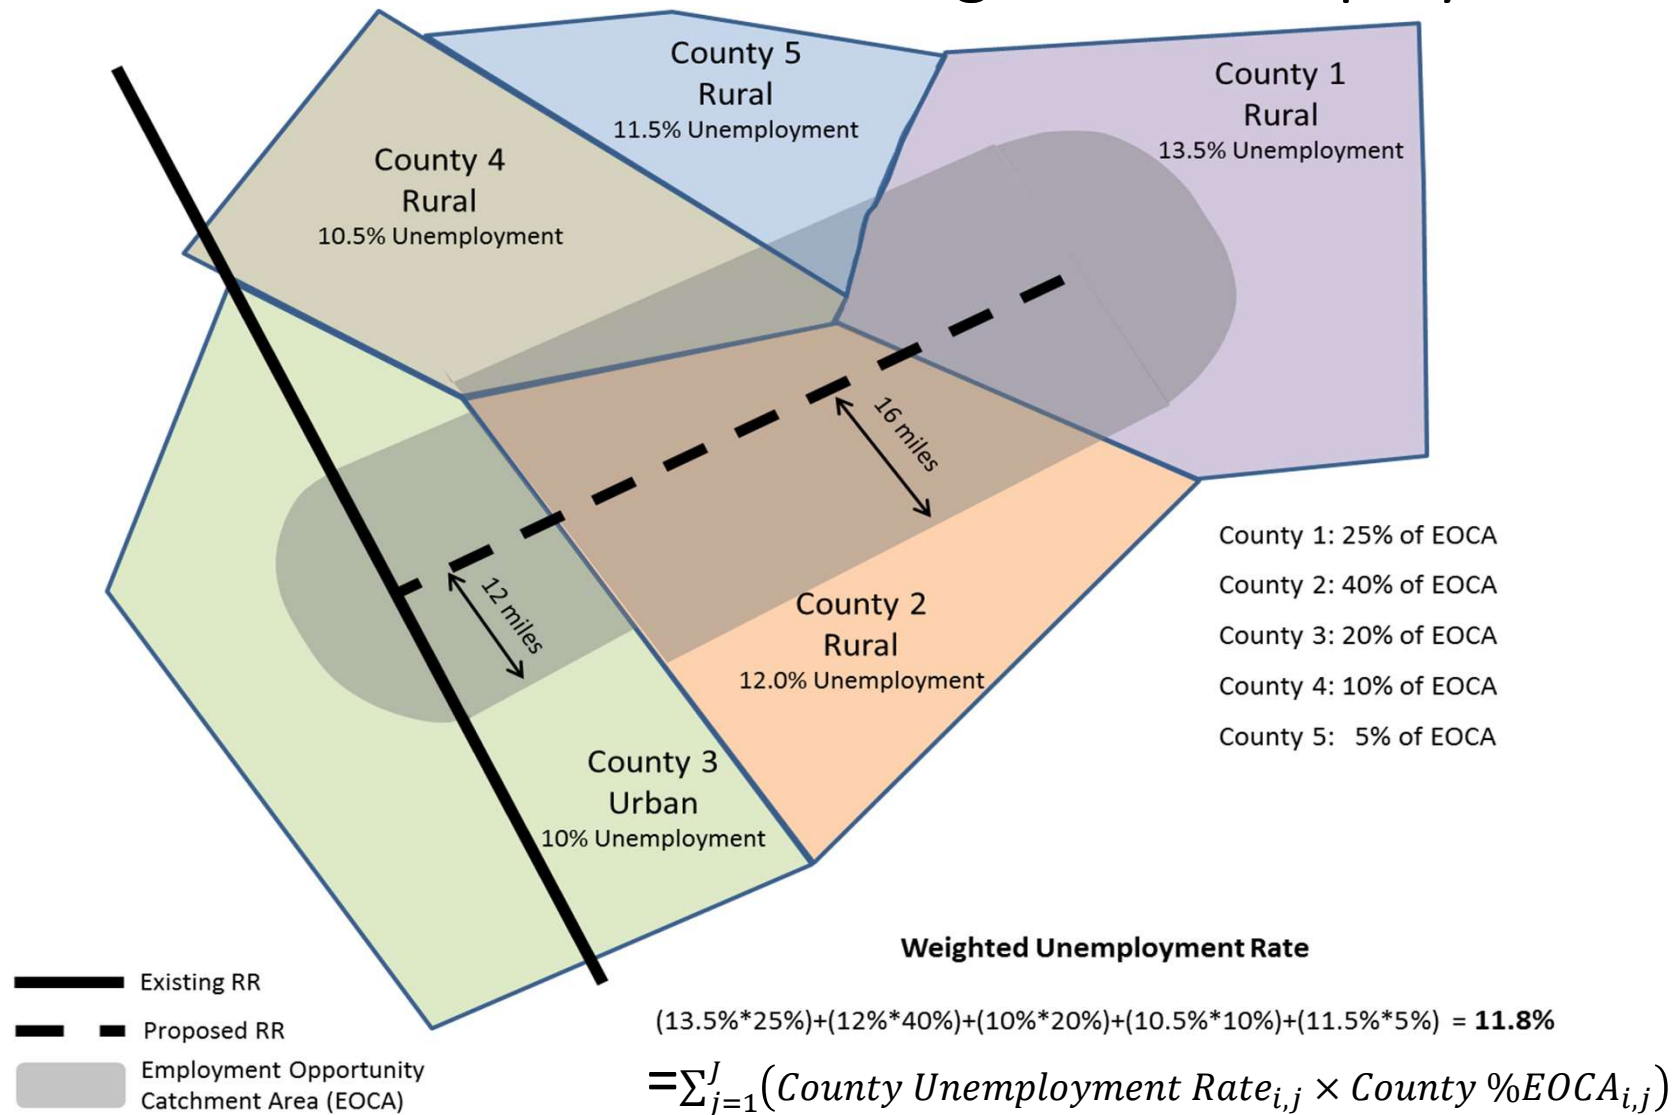 County 5
Rural
11.5% Unemployment
County 1
Rural
13.5% Unemployment
County 4
Rural
10.5% Unemployment
16 miles
12 miles
County 2
Rural
12.0% Unemployment
County 3
Urban
10% Unemployment
County 1: 25% of EOCA
County 2: 40% of EOCA
County 3: 20% of EOCA
County 4: 10% of EOCA
County 5: 5% of EOCA
Existing RR
Proposed RR
Employment Opportunity
Catchment Area (EOCA)
Weighted Unemployment Rate
(13.5%*25%)+(12%*40%)+(10%*20%)+(10.5%*10%)+(11.5%*5%) = 11.8%
=∑_{j=1}^{J}(County Unemployment Rate_{i,j} × County %EOCA_{i,j})